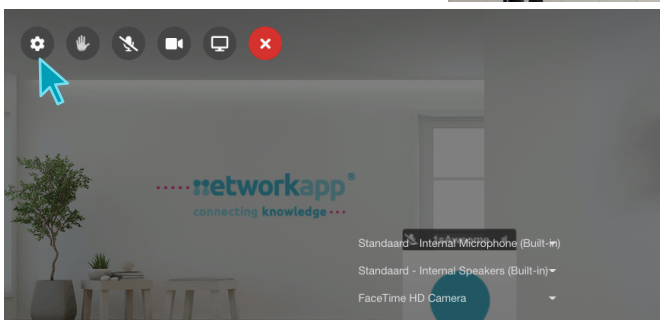 networkapp®
connecting knowledge
Standaard - Internal Microphone (Built-in)
Standaard - Internal Speakers (Built-in)
FaceTime HD Camera